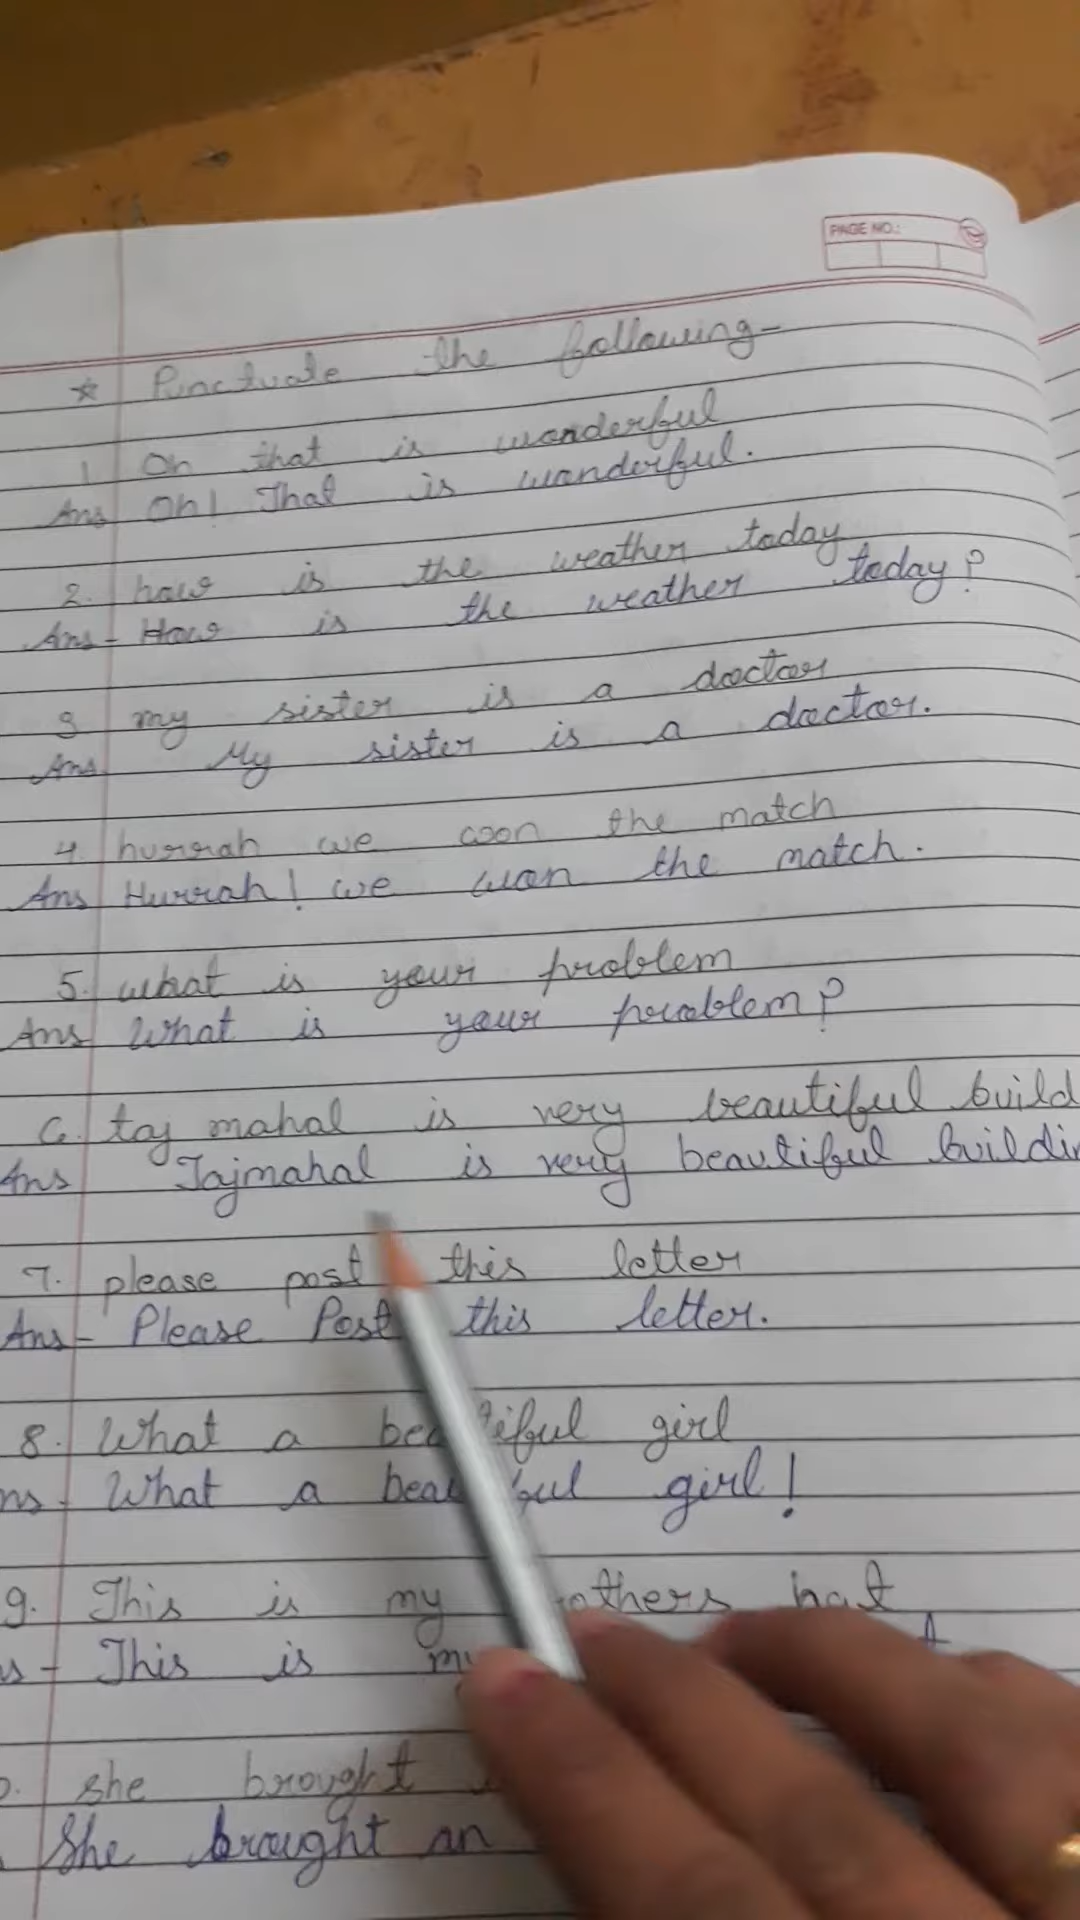 PAGE NO.:
☆ Punctuate the following-
1 Oh that is wonderful
Ans Oh! That is wonderful.
2. how is the weather today
Ans- How is the weather today?
3 my sister is a doctor
Ans My sister is a doctor.
4. hurrah we won the match
Ans Hurrah! we won the match.
5. what is your problem
Ans What is your problem?
6. taj mahal is very beautiful build
Ans Tajmahal is very beautiful buildin
7. please post this letter
Ans- Please Post this letter.
8. What a girl
ns- What a girl!
9. This is my hat
s- This is my
she brought
She brought an